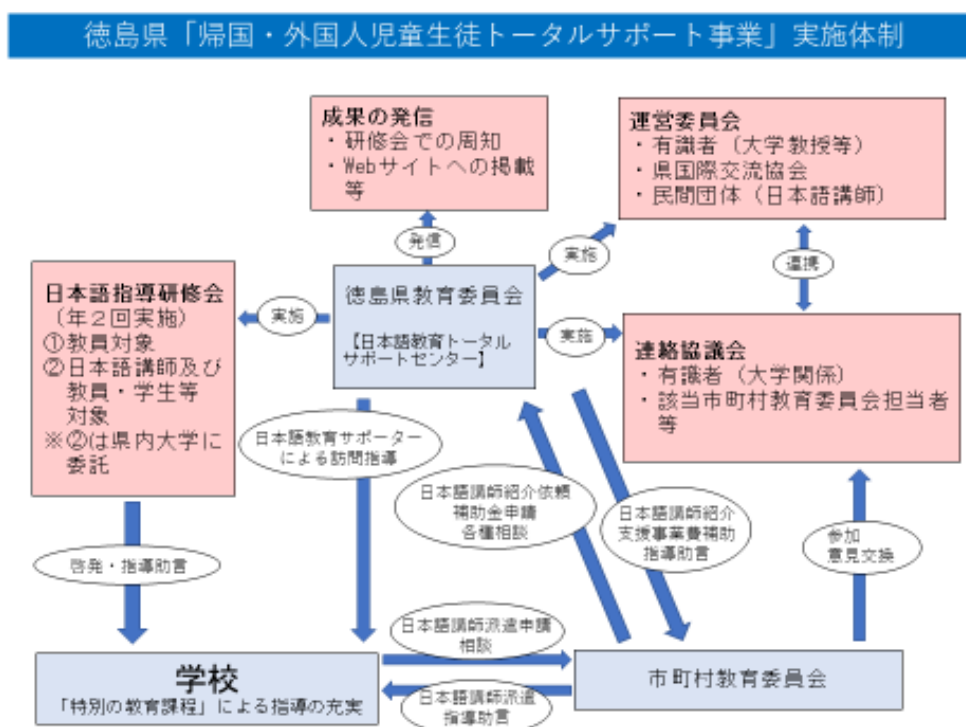 徳島県「帰国・外国人児童生徒トータルサポート事業」実施体制
成果の発信
・研修会での周知
・Webサイトへの掲載
等
運営委員会
・有識者（大学教授等）
・県国際交流協会
・民間団体（日本語講師）
発信
実施
連携
日本語指導研修会
（年２回実施）
①教員対象
②日本語講師及び
教員・学生等
対象
※②は県内大学に
委託
実施
徳島県教育委員会
【日本語教育トータル
サポートセンター】
実施
連絡協議会
・有識者（大学関係）
・該当市町村教育委員会担当者
等
日本語教育サポーター
による訪問指導
日本語講師紹介依頼
補助金申請
各種相談
日本語講師紹介
支援事業費補助
指導助言
参加
意見交換
啓発・指導助言
日本語講師派遣申請
相談
学校
「特別の教育課程」による指導の充実
市町村教育委員会
日本語講師派遣
指導助言